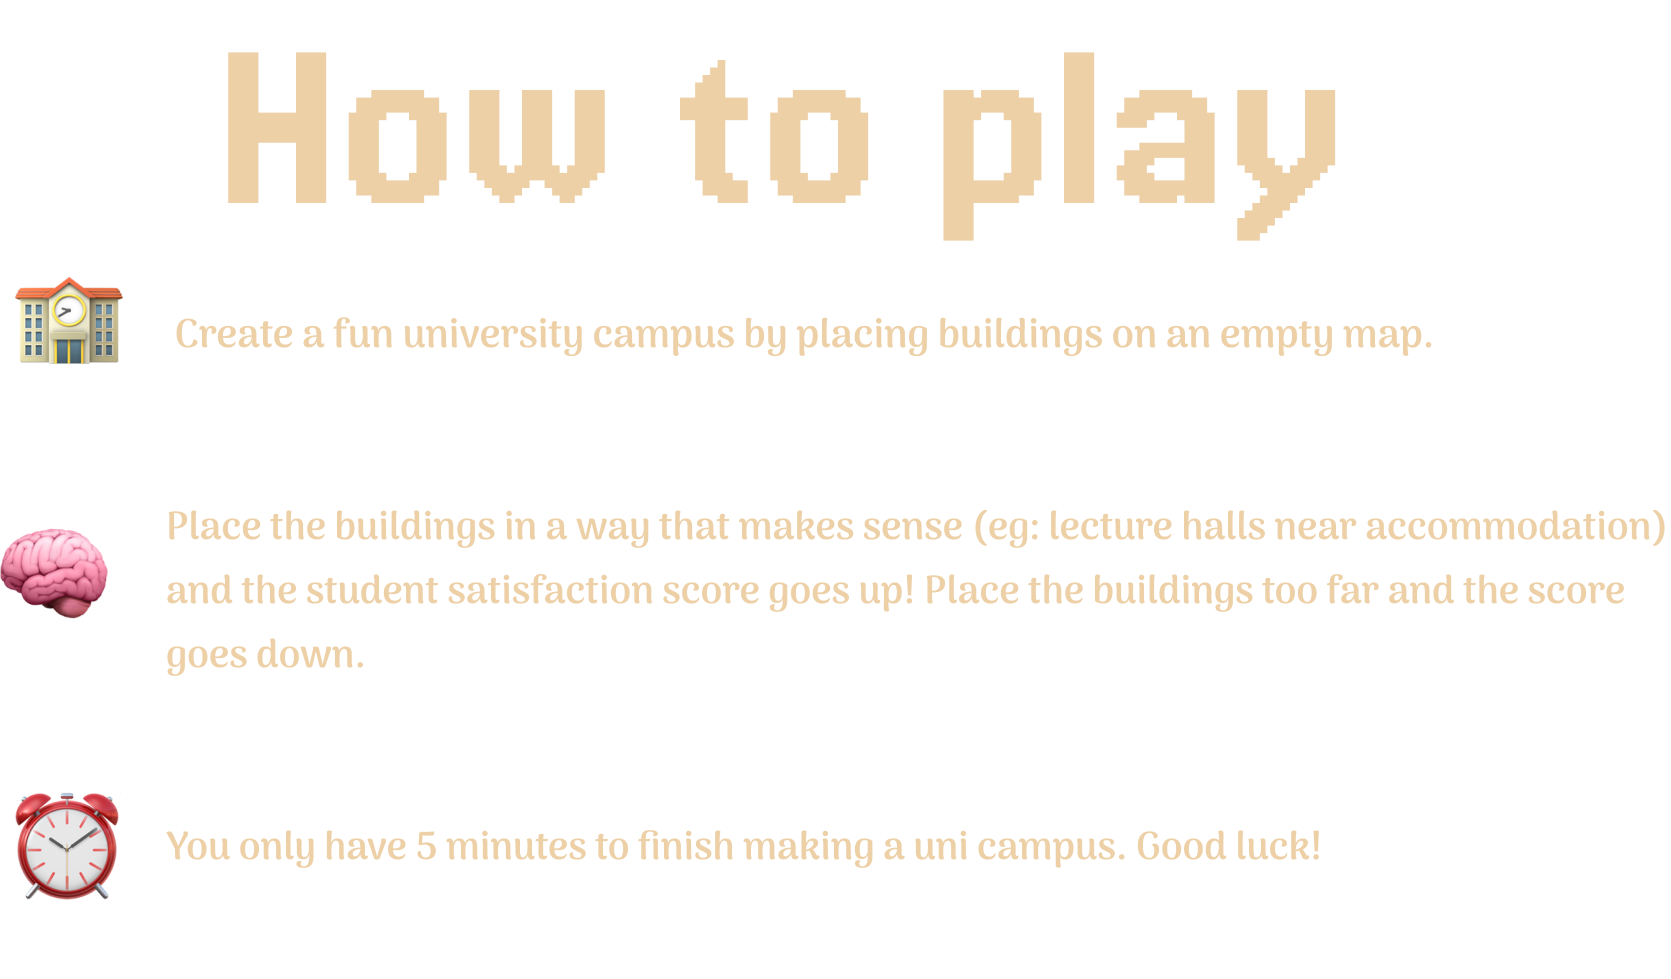 How to play
Create a fun university campus by placing buildings on an empty map.
Place the buildings in a way that makes sense (eg: lecture halls near accommodation)
and the student satisfaction score goes up! Place the buildings too far and the score
goes down.
You only have 5 minutes to finish making a uni campus. Good luck!